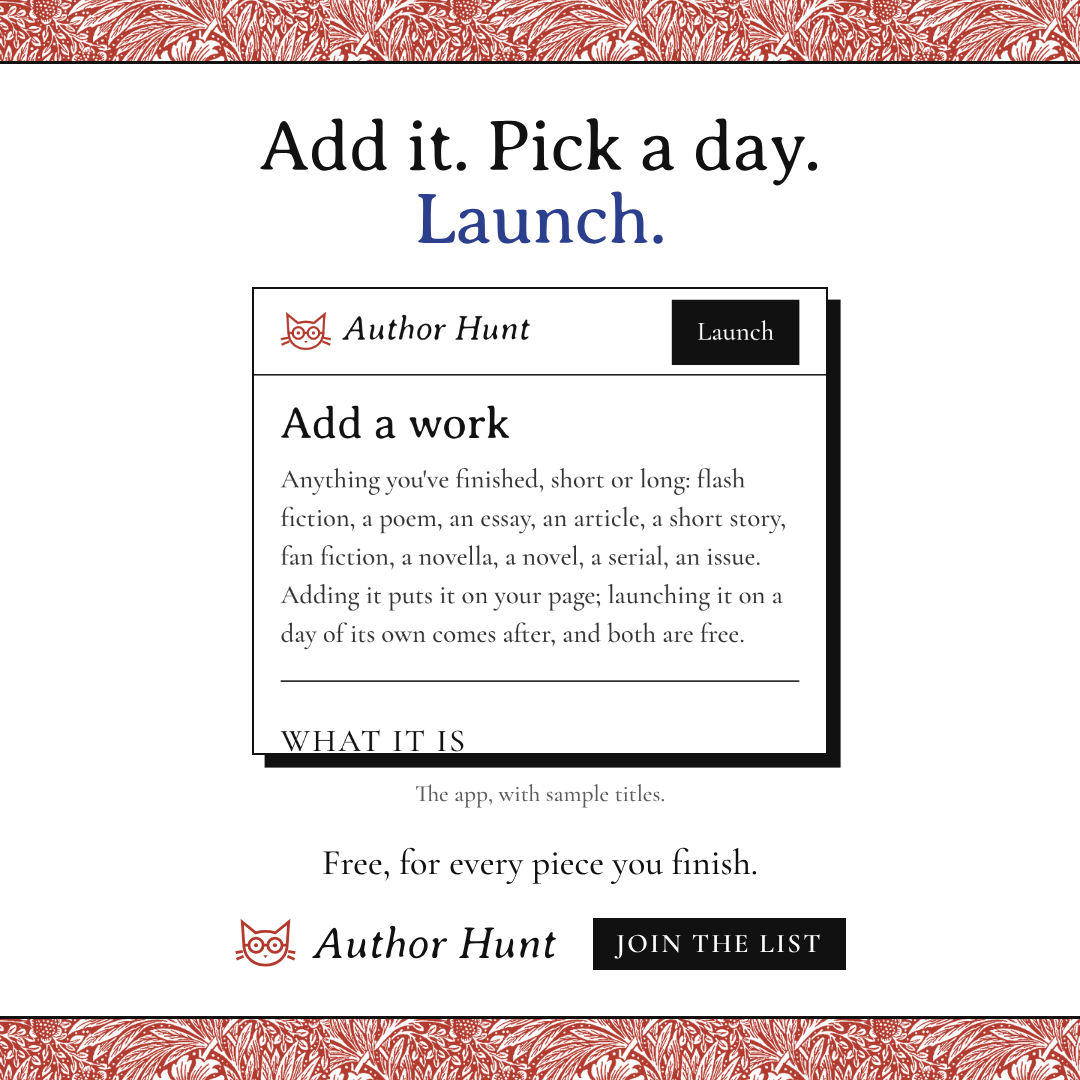 Add it. Pick a day.
Launch.
Author Hunt
Launch
Add a work
Anything you've finished, short or long: flash
fiction, a poem, an essay, an article, a short story,
fan fiction, a novella, a novel, a serial, an issue.
Adding it puts it on your page; launching it on a
day of its own comes after, and both are free.
WHAT IT IS
The app, with sample titles.
Free, for every piece you finish.
Author Hunt
JOIN THE LIST